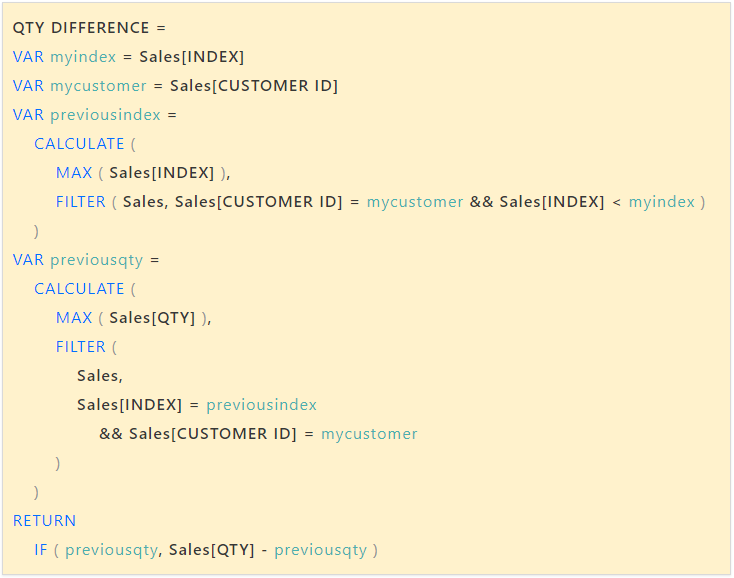 QTY DIFFERENCE =
VAR myindex = Sales[INDEX]
VAR mycustomer = Sales[CUSTOMER ID]
VAR previousindex =
CALCULATE (
MAX ( Sales[INDEX] ),
FILTER ( Sales, Sales[CUSTOMER ID] = mycustomer && Sales[INDEX] < myindex )
)
VAR previousqty =
CALCULATE (
MAX ( Sales[QTY] ),
FILTER (
Sales,
Sales[INDEX] = previousindex
&& Sales[CUSTOMER ID] = mycustomer
)
)
RETURN
IF ( previousqty, Sales[QTY] - previousqty )